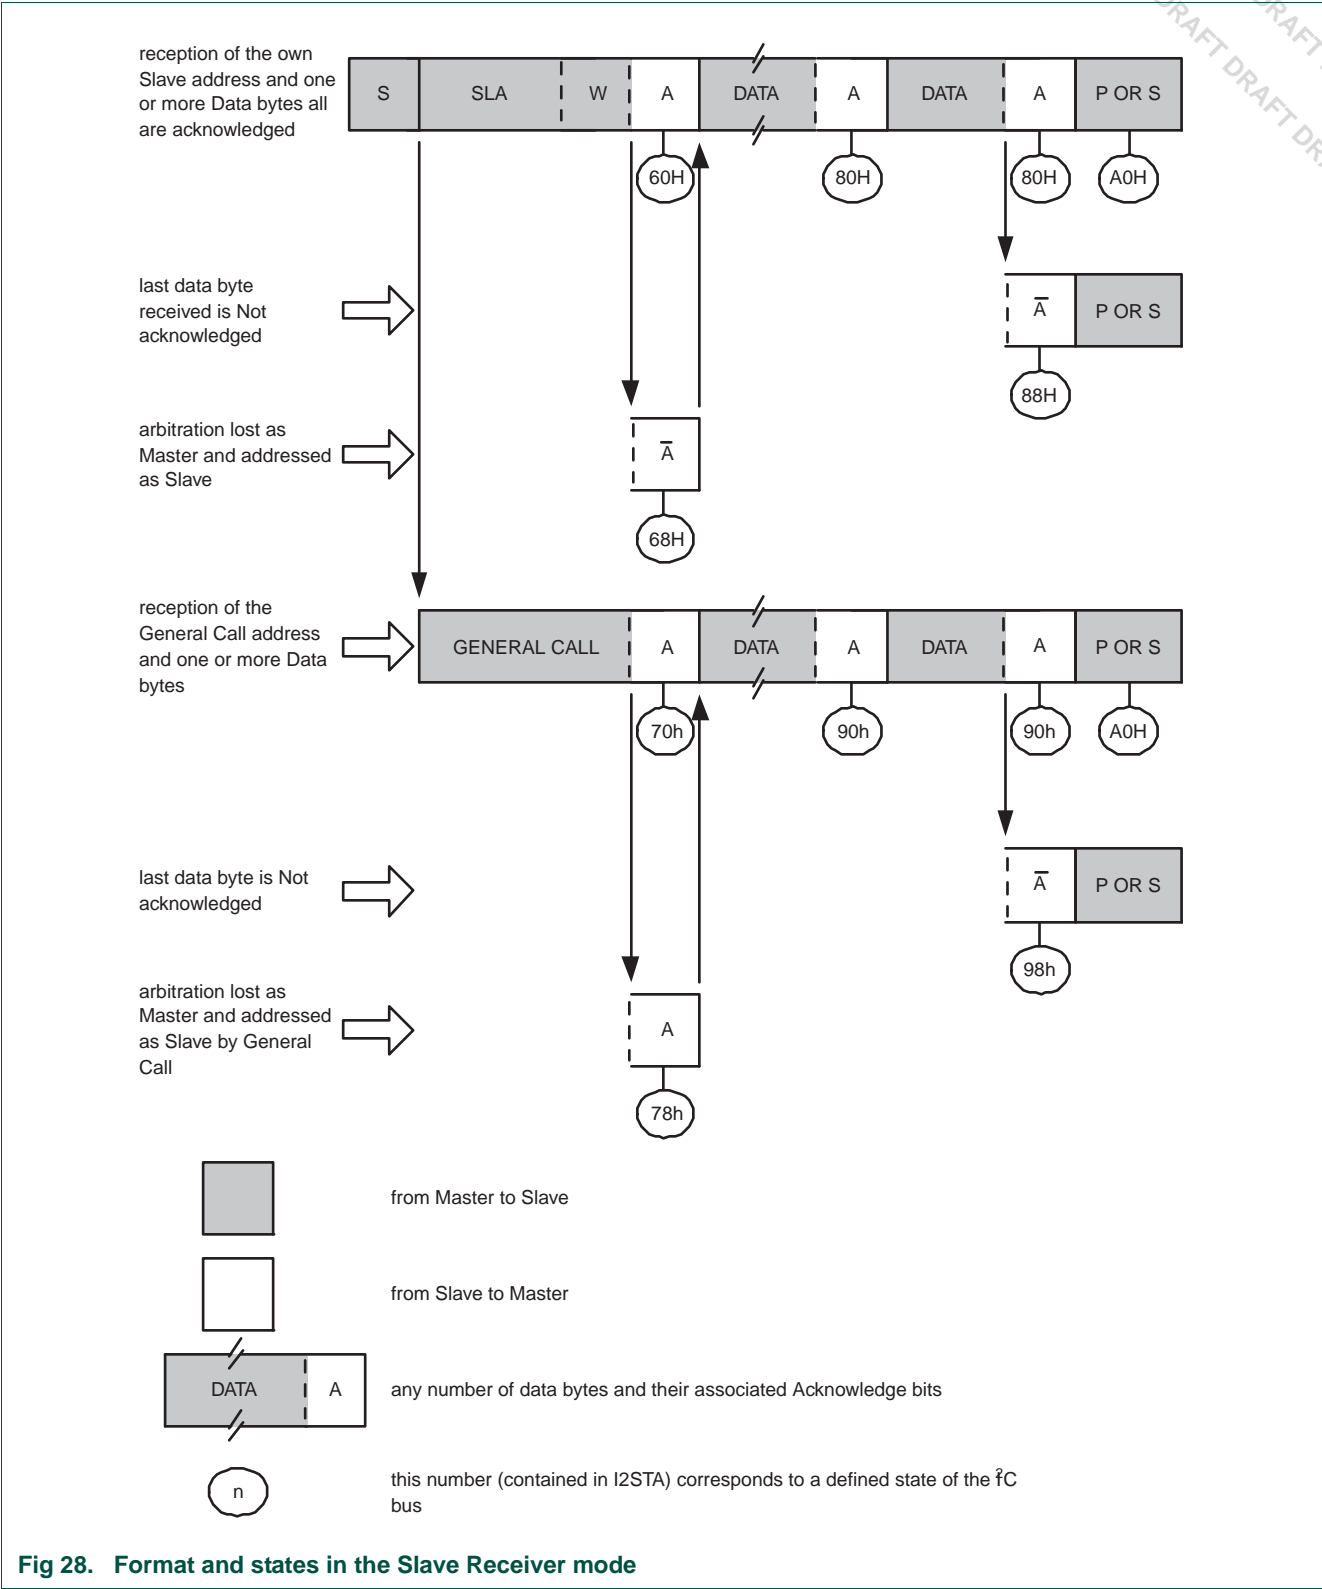 DRAFT DRAFT DRA
DRAFT
reception of the own
Slave address and one
or more Data bytes all
are acknowledged
S SLA W A DATA A DATA A P OR S
60H 80H 80H A0H
last data byte
received is Not
acknowledged
A̅ P OR S
88H
arbitration lost as
Master and addressed
as Slave
A̅
68H
reception of the
General Call address
and one or more Data
bytes
GENERAL CALL A DATA A DATA A P OR S
70h 90h 90h A0H
last data byte is Not
acknowledged
A̅ P OR S
98h
arbitration lost as
Master and addressed
as Slave by General
Call
A
78h
from Master to Slave
from Slave to Master
DATA A any number of data bytes and their associated Acknowledge bits
n this number (contained in I2STA) corresponds to a defined state of the I²C
bus
Fig 28. Format and states in the Slave Receiver mode